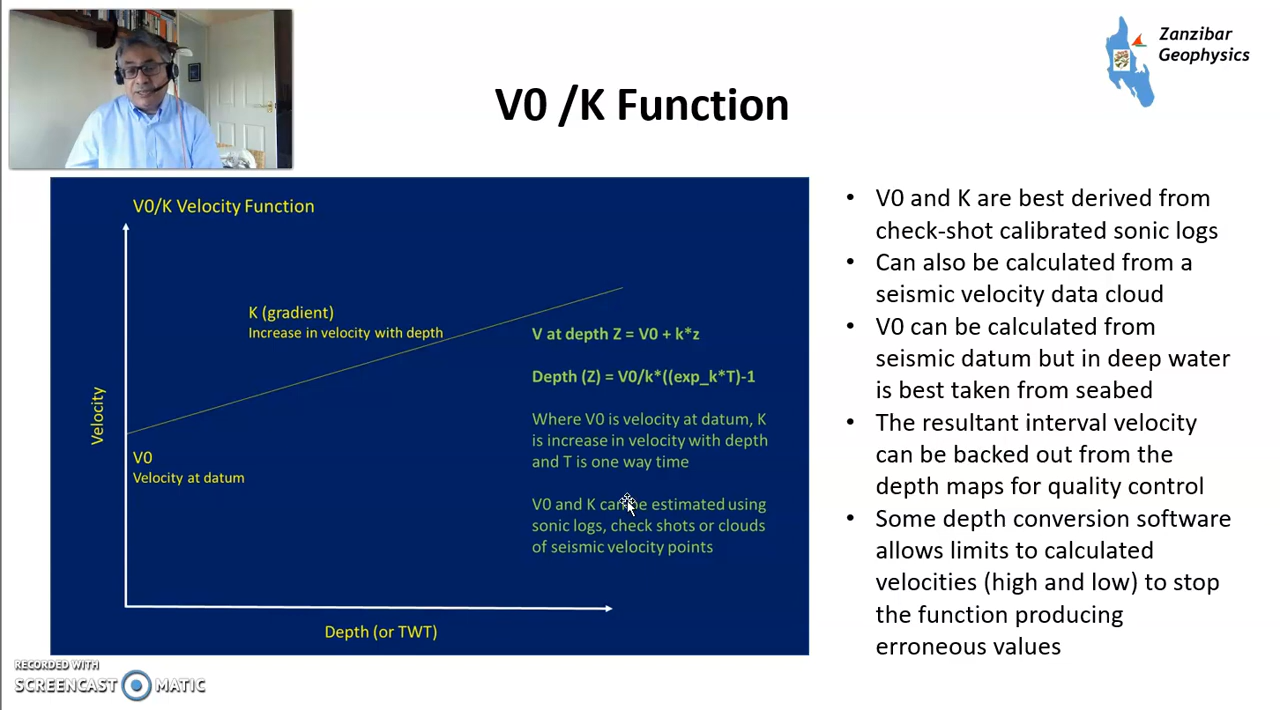 Zanzibar
Geophysics
V0 /K Function
V0/K Velocity Function
K (gradient)
Increase in velocity with depth
V at depth Z = V0 + k*z
Depth (Z) = V0/k*((exp_k*T)-1
Where V0 is velocity at datum, K
is increase in velocity with depth
and T is one way time
V0 and K can be estimated using
sonic logs, check shots or clouds
of seismic velocity points
Velocity
V0
Velocity at datum
Depth (or TWT)
• V0 and K are best derived from
check-shot calibrated sonic logs
• Can also be calculated from a
seismic velocity data cloud
• V0 can be calculated from
seismic datum but in deep water
is best taken from seabed
• The resultant interval velocity
can be backed out from the
depth maps for quality control
• Some depth conversion software
allows limits to calculated
velocities (high and low) to stop
the function producing
erroneous values
RECORDED WITH
SCREENCAST MATIC